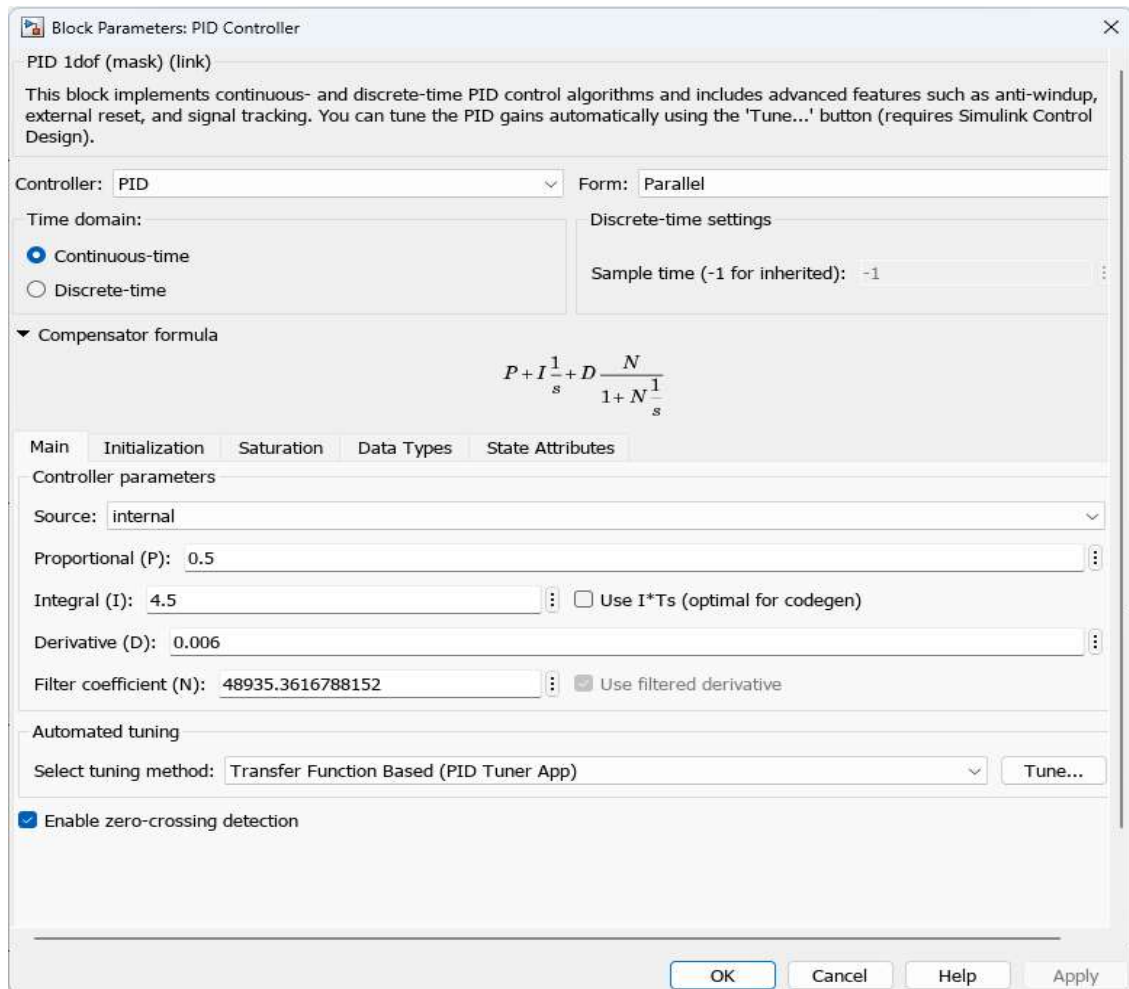 Block Parameters: PID Controller
PID 1dof (mask) (link)
This block implements continuous- and discrete-time PID control algorithms and includes advanced features such as anti-windup,
external reset, and signal tracking. You can tune the PID gains automatically using the 'Tune...' button (requires Simulink Control
Design).
Controller: PID Form: Parallel
Time domain: Discrete-time settings
Continuous-time
Sample time (-1 for inherited): -1
Discrete-time
Compensator formula
P + I 1/s + D N/(1 + N 1/s)
Main Initialization Saturation Data Types State Attributes
Controller parameters
Source: internal
Proportional (P): 0.5
Integral (I): 4.5 Use I*Ts (optimal for codegen)
Derivative (D): 0.006
Filter coefficient (N): 48935.3616788152 Use filtered derivative
Automated tuning
Select tuning method: Transfer Function Based (PID Tuner App) Tune...
Enable zero-crossing detection
OK Cancel Help Apply